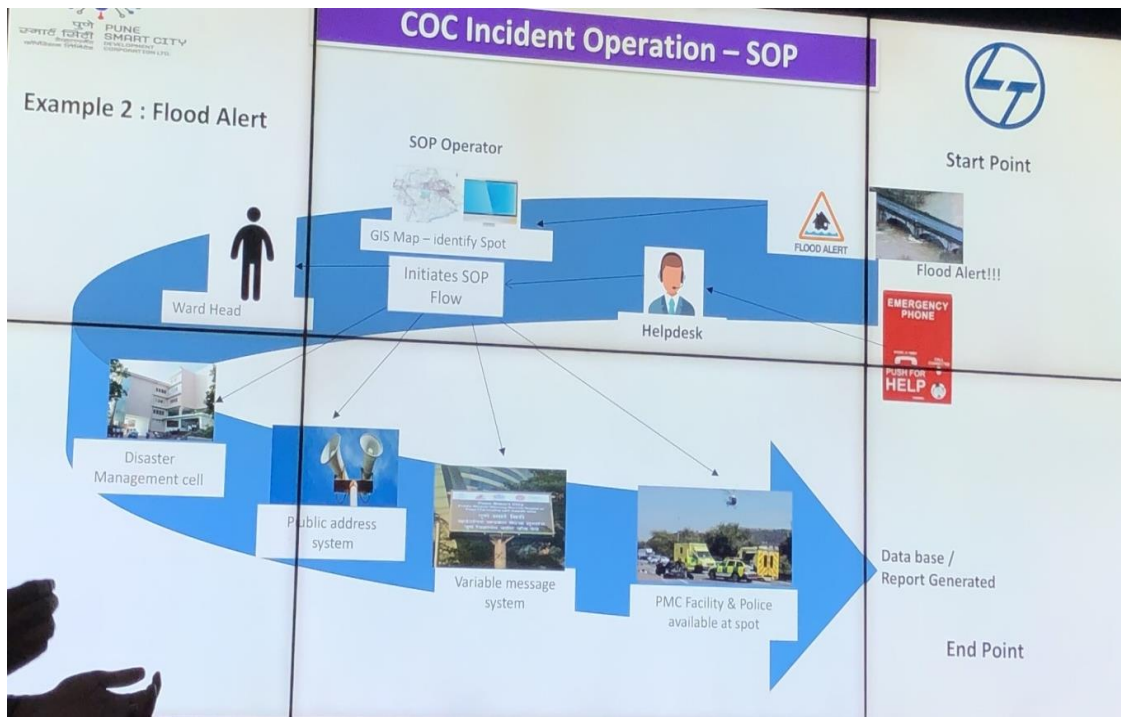 पुणे
स्मार्ट सिटी
PUNE
SMART CITY
DEVELOPMENT
CORPORATION LTD.
COC Incident Operation – SOP
LT
Example 2 : Flood Alert
SOP Operator
Start Point
GIS Map – identify Spot
FLOOD ALERT
Flood Alert!!!
Initiates SOP
Flow
Ward Head
Helpdesk
EMERGENCY
PHONE
PUSH FOR
HELP
Disaster
Management cell
Public address
system
Variable message
system
PMC Facility & Police
available at spot
Data base /
Report Generated
End Point